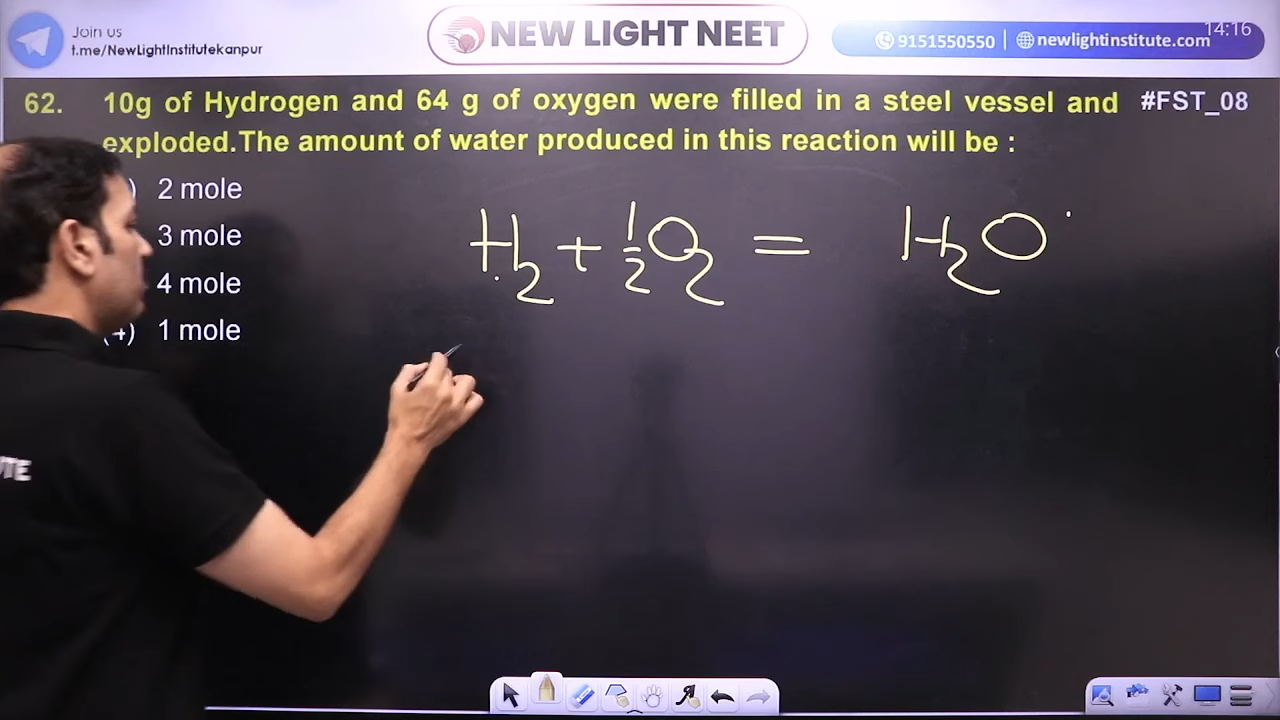 Join us
t.me/NewLightInstitutekanpur
NEW LIGHT NEET
9151550550 | newlightinstitute.com
14:16
62. 10g of Hydrogen and 64 g of oxygen were filled in a steel vessel and #FST_08
exploded.The amount of water produced in this reaction will be :
) 2 mole
3 mole
4 mole
(4) 1 mole
H2 + 1/2 O2 = H2O